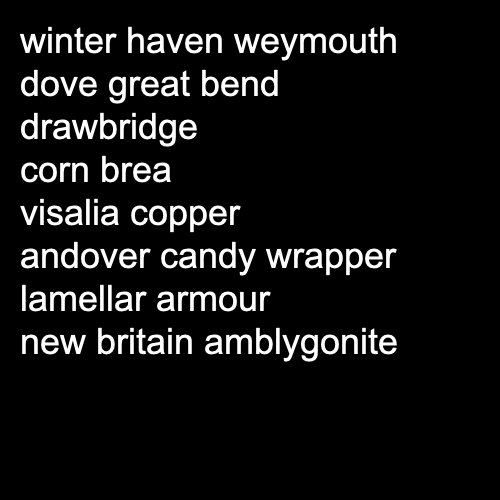 winter haven weymouth
dove great bend
drawbridge
corn brea
visalia copper
andover candy wrapper
lamellar armour
new britain amblygonite